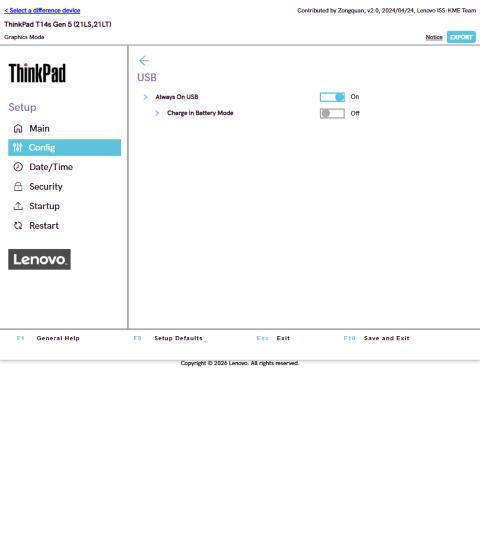 < Select a difference device
Contributed by Zongquan, v2.0, 2024/04/24, Lenovo ISS-KME Team
ThinkPad T14s Gen 5 (21LS,21LT)
Graphics Mode
Notice EXPORT
ThinkPad
USB
Always On USB On
Charge in Battery Mode Off
Setup
Main
Config
Date/Time
Security
Startup
Restart
Lenovo.
F1 General Help F9 Setup Defaults Esc Exit F10 Save and Exit
Copyright © 2026 Lenovo. All rights reserved.